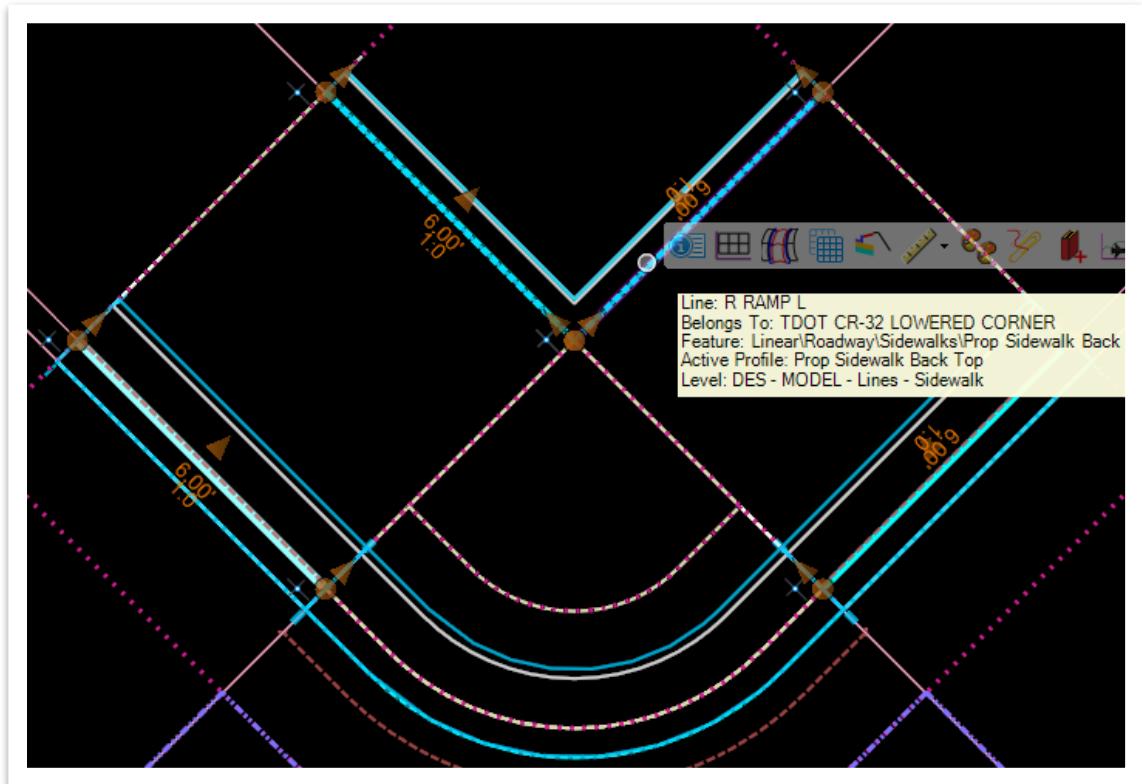 6.00'
1:0
6.00'
1:0
Line: R RAMP L
Belongs To: TDOT CR-32 LOWERED CORNER
Feature: Linear\Roadway\Sidewalks\Prop Sidewalk Back
Active Profile: Prop Sidewalk Back Top
Level: DES - MODEL - Lines - Sidewalk
6.00'
1:0
6.00'
1:0